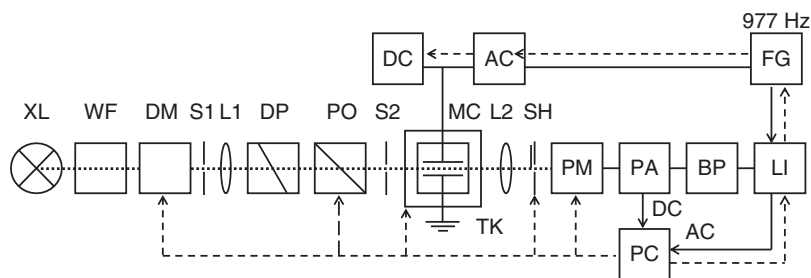 977 Hz
DC AC FG
XL WF DM S1 L1 DP PO S2 MC L2 SH
PM PA BP LI
TK DC AC
PC